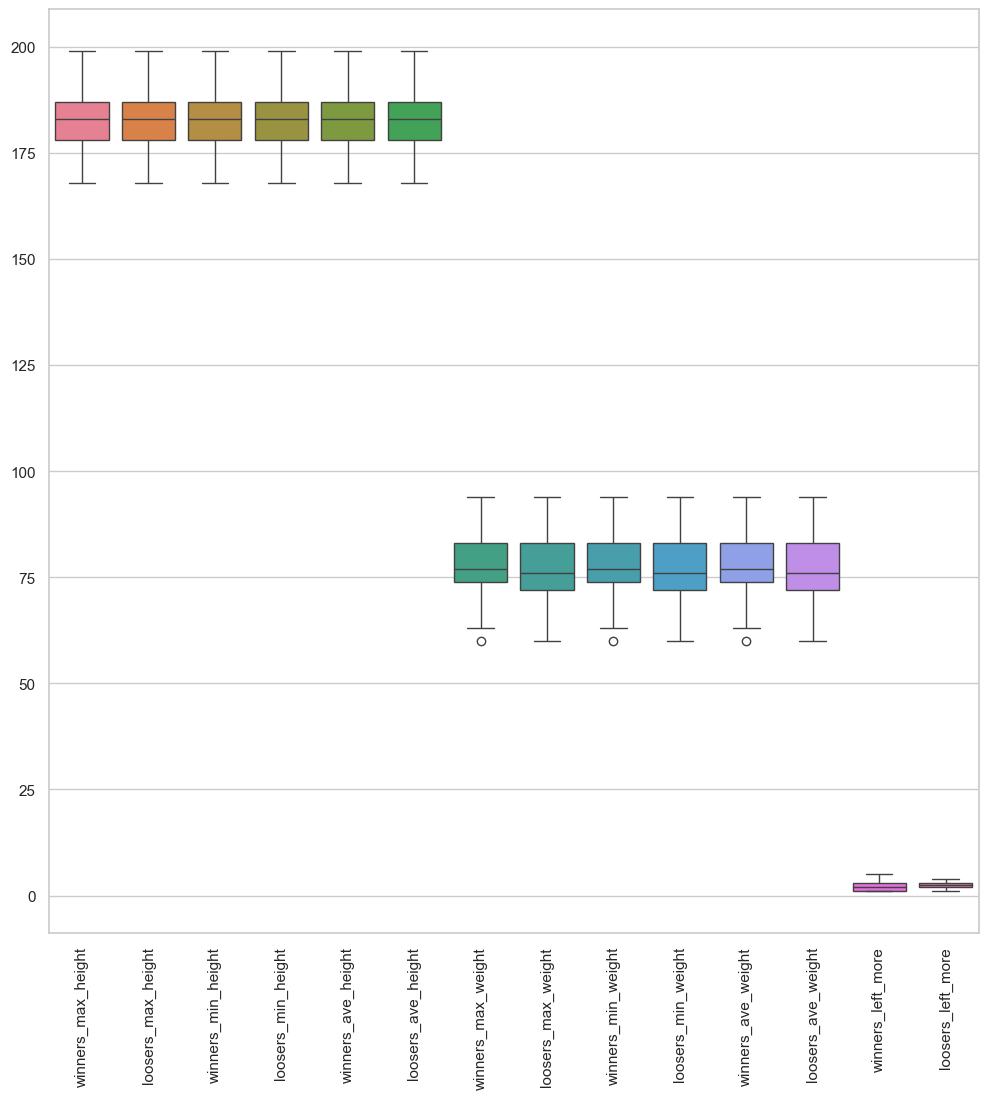 200
175
150
125
100
75
50
25
0
winners_max_height
loosers_max_height
winners_min_height
loosers_min_height
winners_ave_height
loosers_ave_height
winners_max_weight
loosers_max_weight
winners_min_weight
loosers_min_weight
winners_ave_weight
loosers_ave_weight
winners_left_more
loosers_left_more